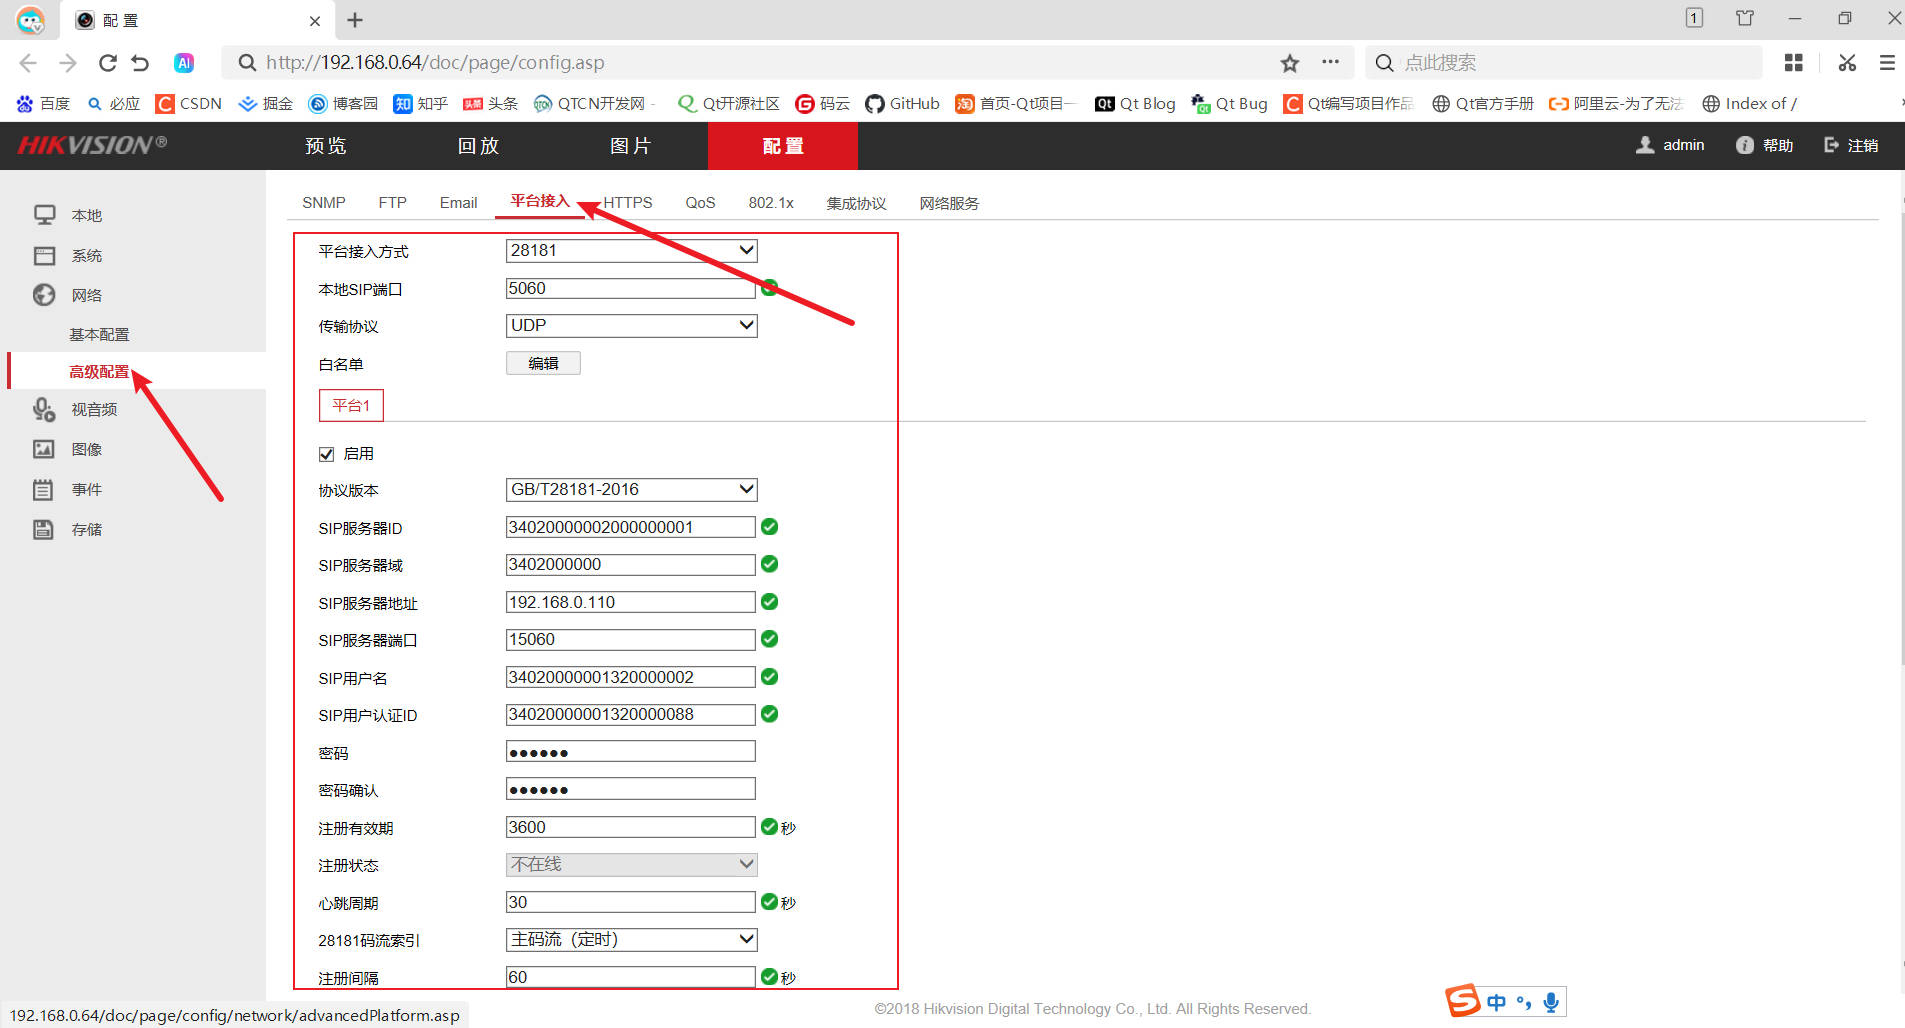 配置
1
AI
http://192.168.0.64/doc/page/config.asp
点此搜索
百度 必应 CSDN 掘金 博客园 知乎 头条 QTCN开发网 - Qt开源社区 码云 GitHub 首页-Qt项目一 Qt Blog Qt Bug Qt编写项目作品 Qt官方手册 阿里云-为了无法 Index of /
HIKVISION® 预览 回放 图片 配置 admin 帮助 注销
SNMP FTP Email 平台接入 HTTPS QoS 802.1x 集成协议 网络服务
本地
系统
网络
基本配置
高级配置
视音频
图像
事件
存储
平台接入方式 28181
本地SIP端口 5060
传输协议 UDP
白名单 编辑
平台1
启用
协议版本 GB/T28181-2016
SIP服务器ID 34020000002000000001
SIP服务器域 3402000000
SIP服务器地址 192.168.0.110
SIP服务器端口 15060
SIP用户名 34020000001320000002
SIP用户认证ID 34020000001320000088
密码 ●●●●●●
密码确认 ●●●●●●
注册有效期 3600 秒
注册状态 不在线
心跳周期 30 秒
28181码流索引 主码流（定时）
注册间隔 60 秒
©2018 Hikvision Digital Technology Co., Ltd. All Rights Reserved.
S 中 °,
192.168.0.64/doc/page/config/network/advancedPlatform.asp